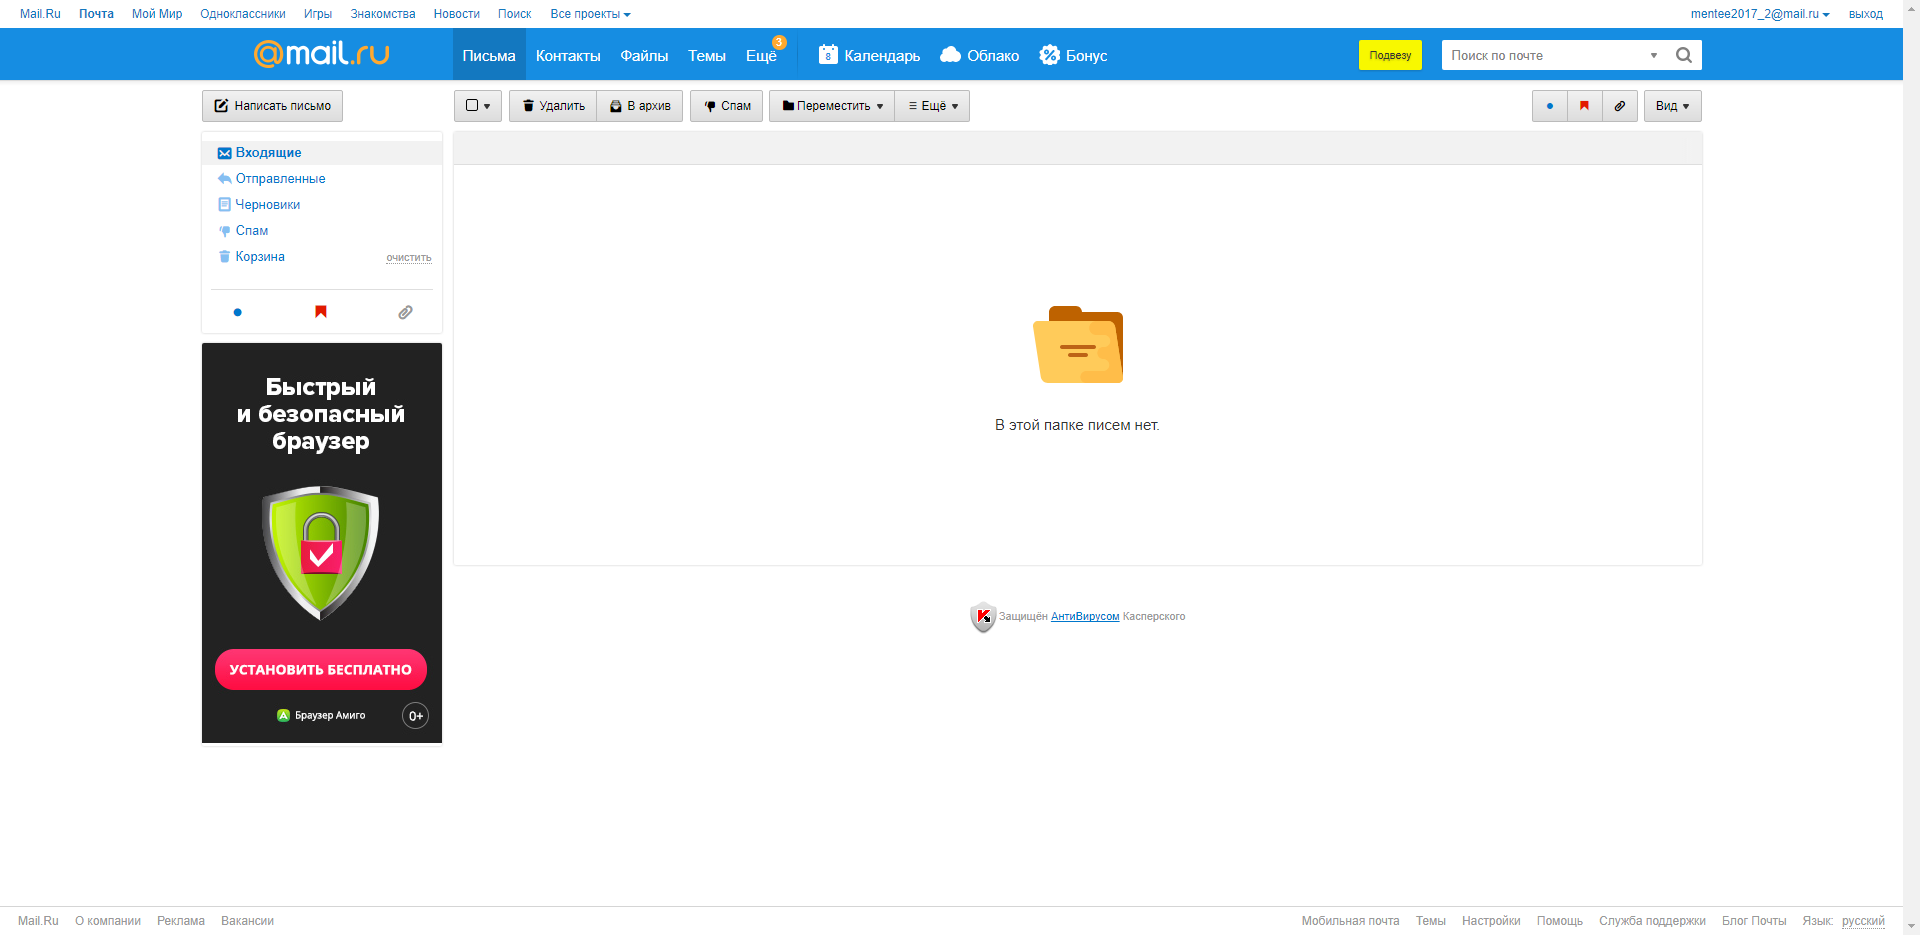 Mail.Ru Почта Мой Мир Одноклассники Игры Знакомства Новости Поиск Все проекты mentee2017_2@mail.ru выход
@mail.ru Письма Контакты Файлы Темы Ещё 3 8 Календарь Облако Бонус Подвезу Поиск по почте
Написать письмо Удалить В архив Спам Переместить Ещё Вид
Входящие
Отправленные
Черновики
Спам
Корзина очистить
Быстрый
и безопасный
браузер
УСТАНОВИТЬ БЕСПЛАТНО
Браузер Амиго 0+
В этой папке писем нет.
Защищён АнтиВирусом Касперского
Mail.Ru О компании Реклама Вакансии Мобильная почта Темы Настройки Помощь Служба поддержки Блог Почты Язык: русский